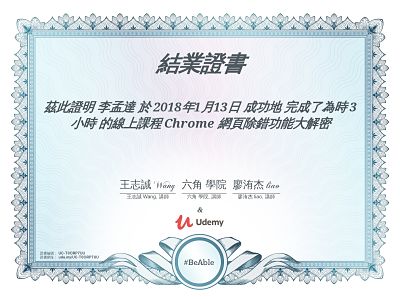 結業證書
茲此證明 李孟達 於 2018年1月13日 成功地 完成了為時 3
小時 的線上課程 Chrome 網頁除錯功能大解密
王志誠 Wang 六角 學院 廖洧杰 liao
王志誠 Wang, 講師 六角 學院, 講師 廖洧杰 liao, 講師
&
Udemy
#BeAble